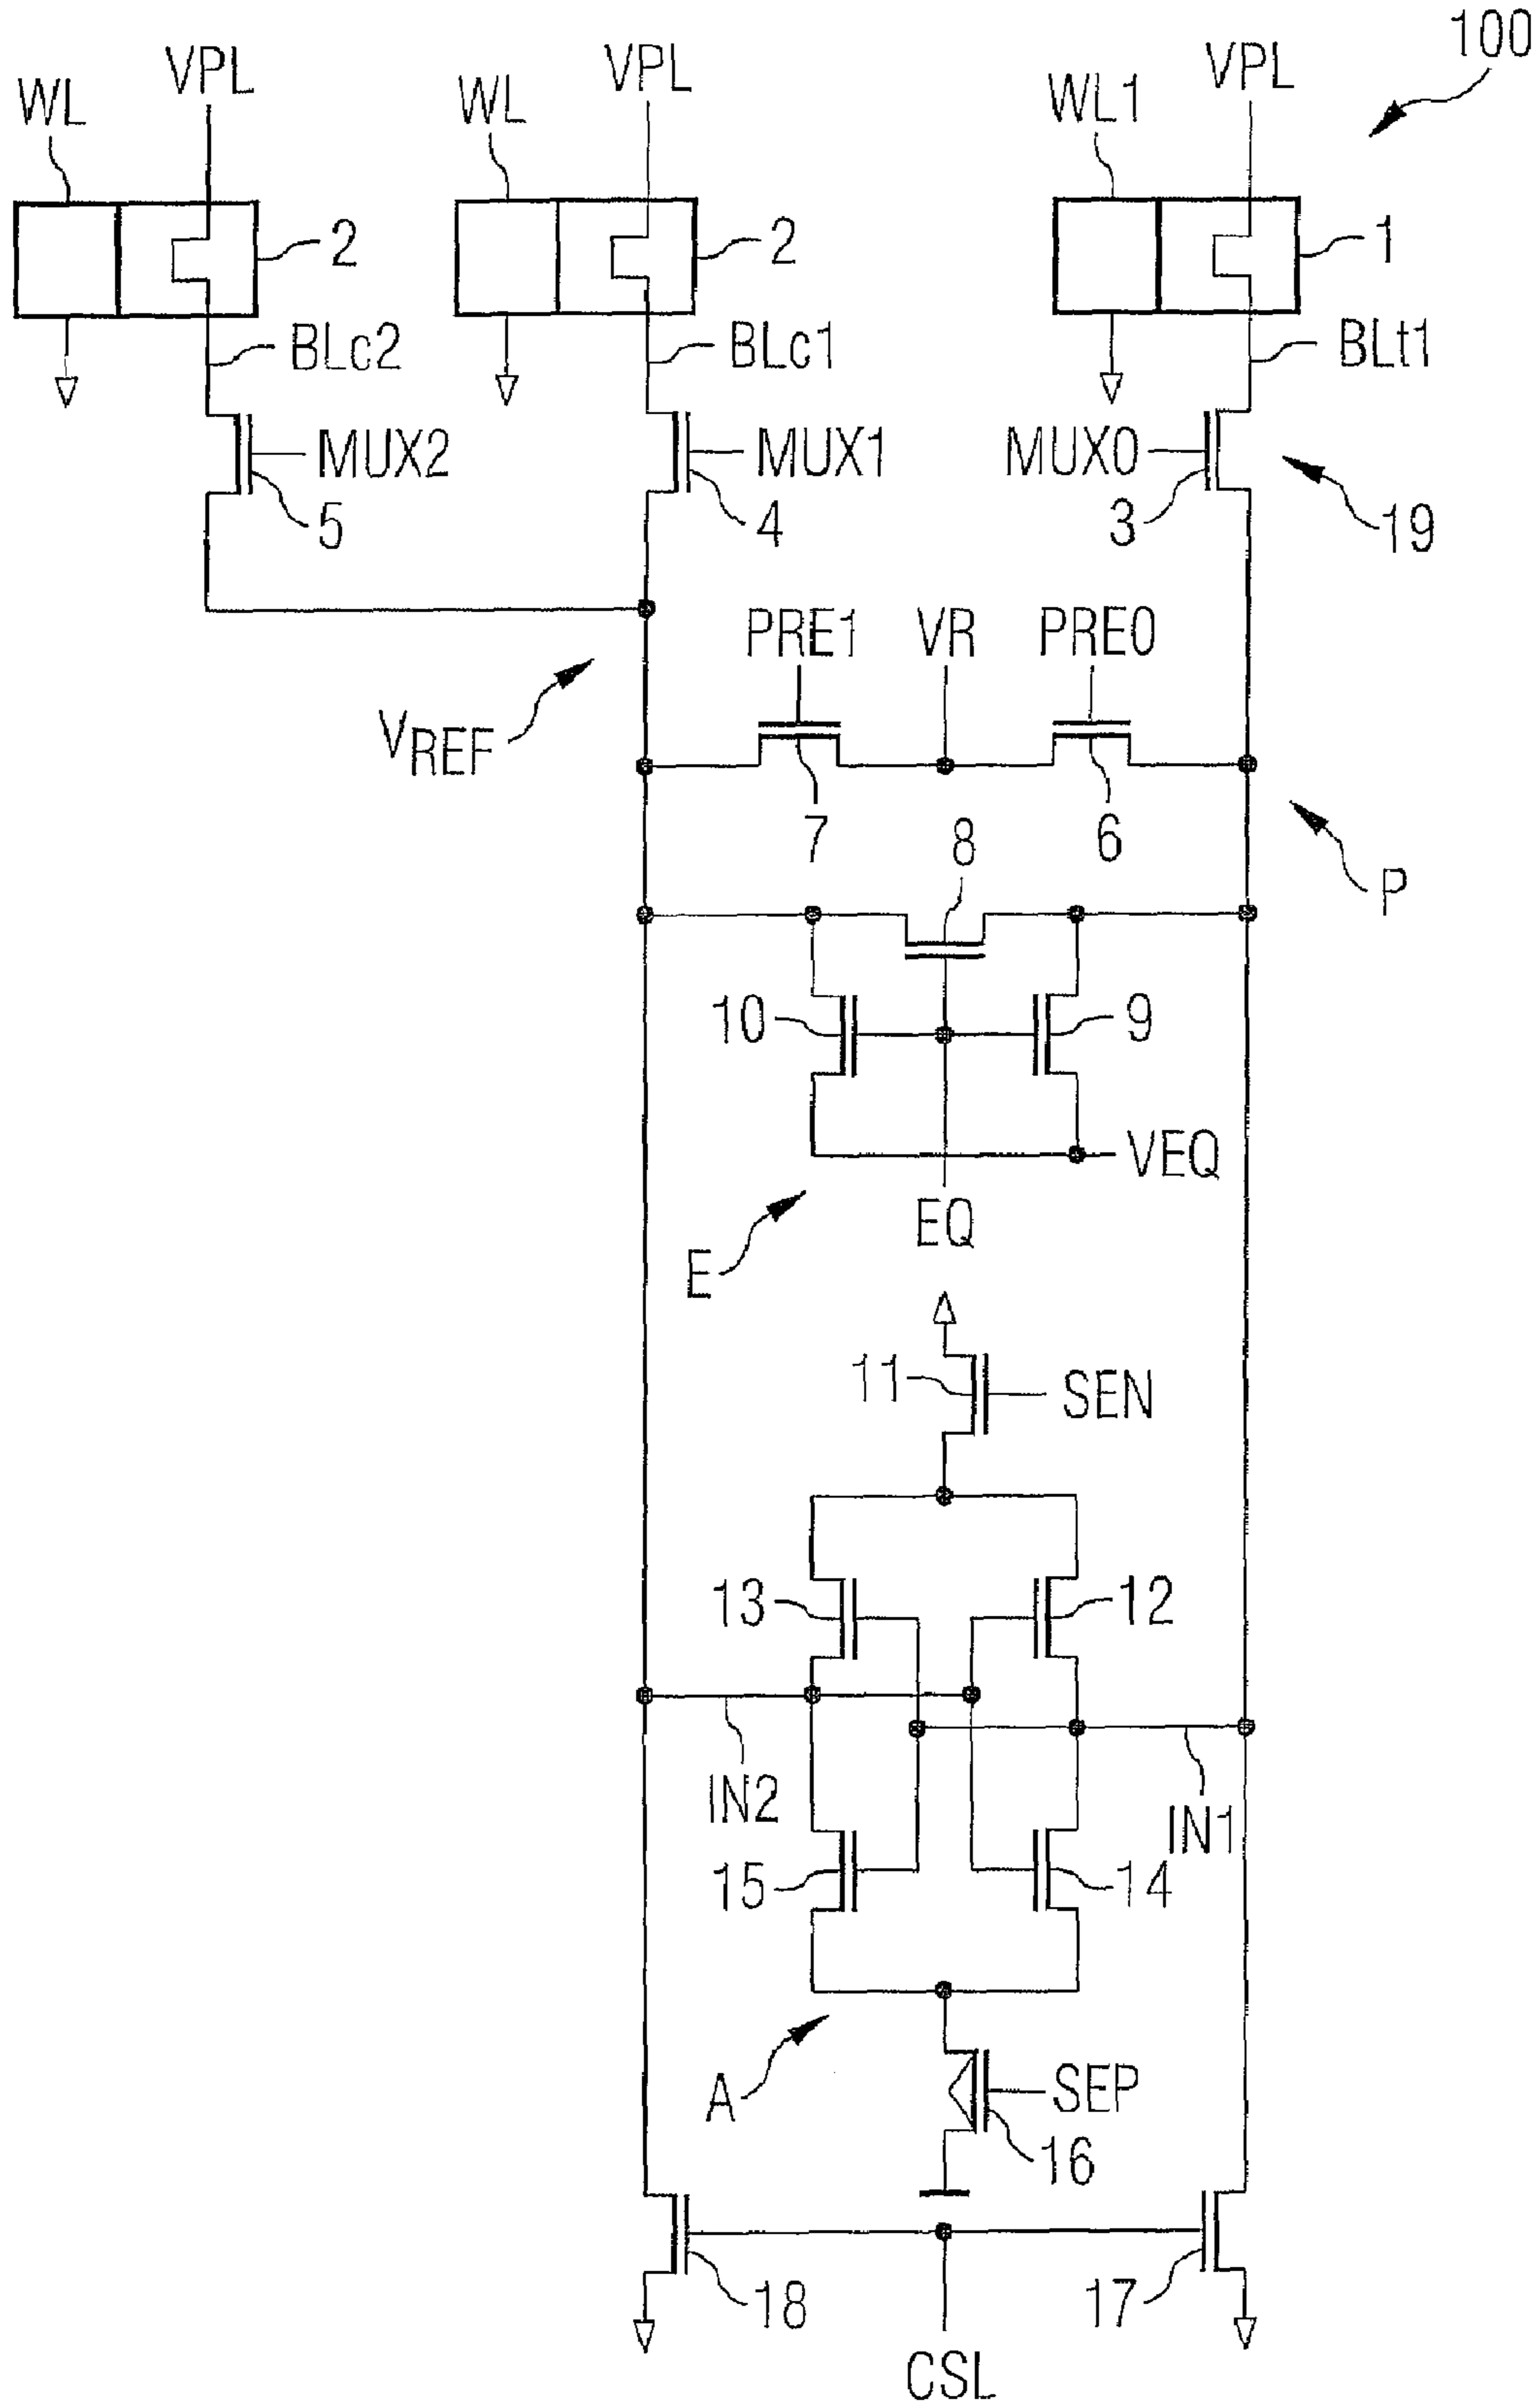 100
VPL
VPL
VPL
WL
WL
WL1
2
2
1
BLc2
BLc1
BLt1
MUX2
MUX1
MUX0
5
4
3
19
PRE1
VR
PRE0
VREF
7
6
8
P
10
9
VEQ
EQ
E
11
SEN
13
12
IN2
IN1
15
14
A
SEP
16
18
17
CSL